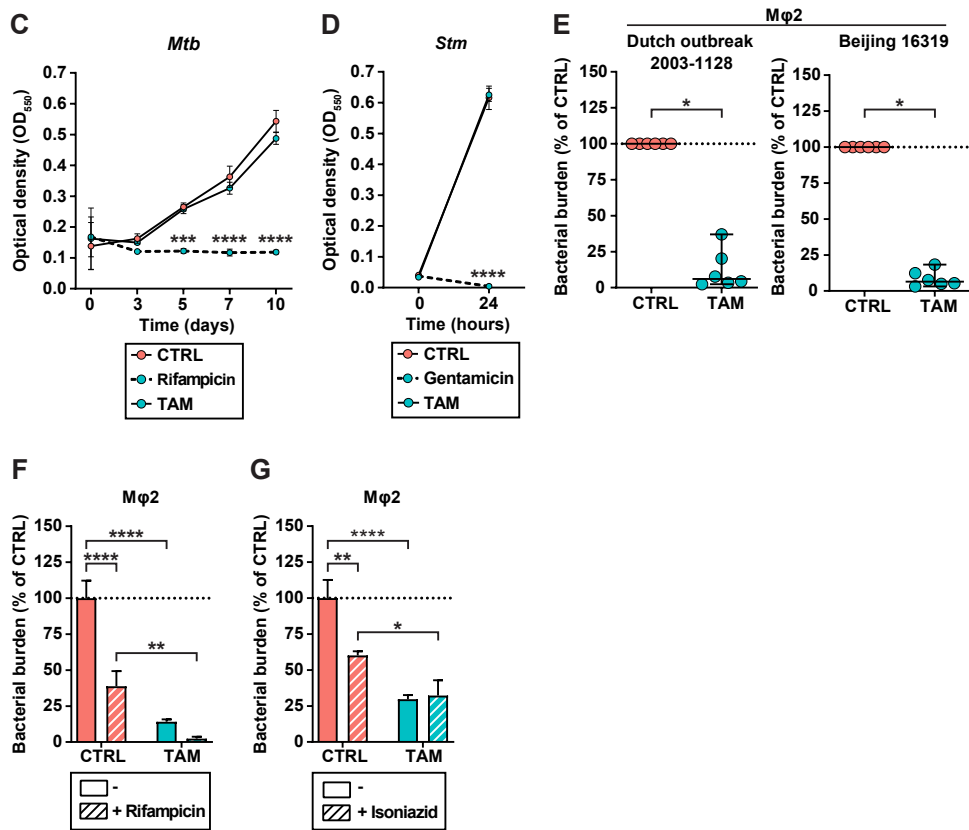 C
Mtb
Optical density (OD550)
0.7
0.6
0.5
0.4
0.3
0.2
0.1
0.0
*** **** ****
0 3 5 7 10
Time (days)
CTRL
Rifampicin
TAM
D
Stm
Optical density (OD550)
0.7
0.6
0.5
0.4
0.3
0.2
0.1
0.0
****
0 24
Time (hours)
CTRL
Gentamicin
TAM
E
Mφ2
Dutch outbreak
2003-1128
Bacterial burden (% of CTRL)
150
125
100
75
50
25
0
*
CTRL TAM
Beijing 16319
Bacterial burden (% of CTRL)
150
125
100
75
50
25
0
*
CTRL TAM
F
Mφ2
Bacterial burden (% of CTRL)
150
125
100
75
50
25
0
****
****
**
CTRL TAM
-
+ Rifampicin
G
Mφ2
Bacterial burden (% of CTRL)
150
125
100
75
50
25
0
****
**
*
CTRL TAM
-
+ Isoniazid